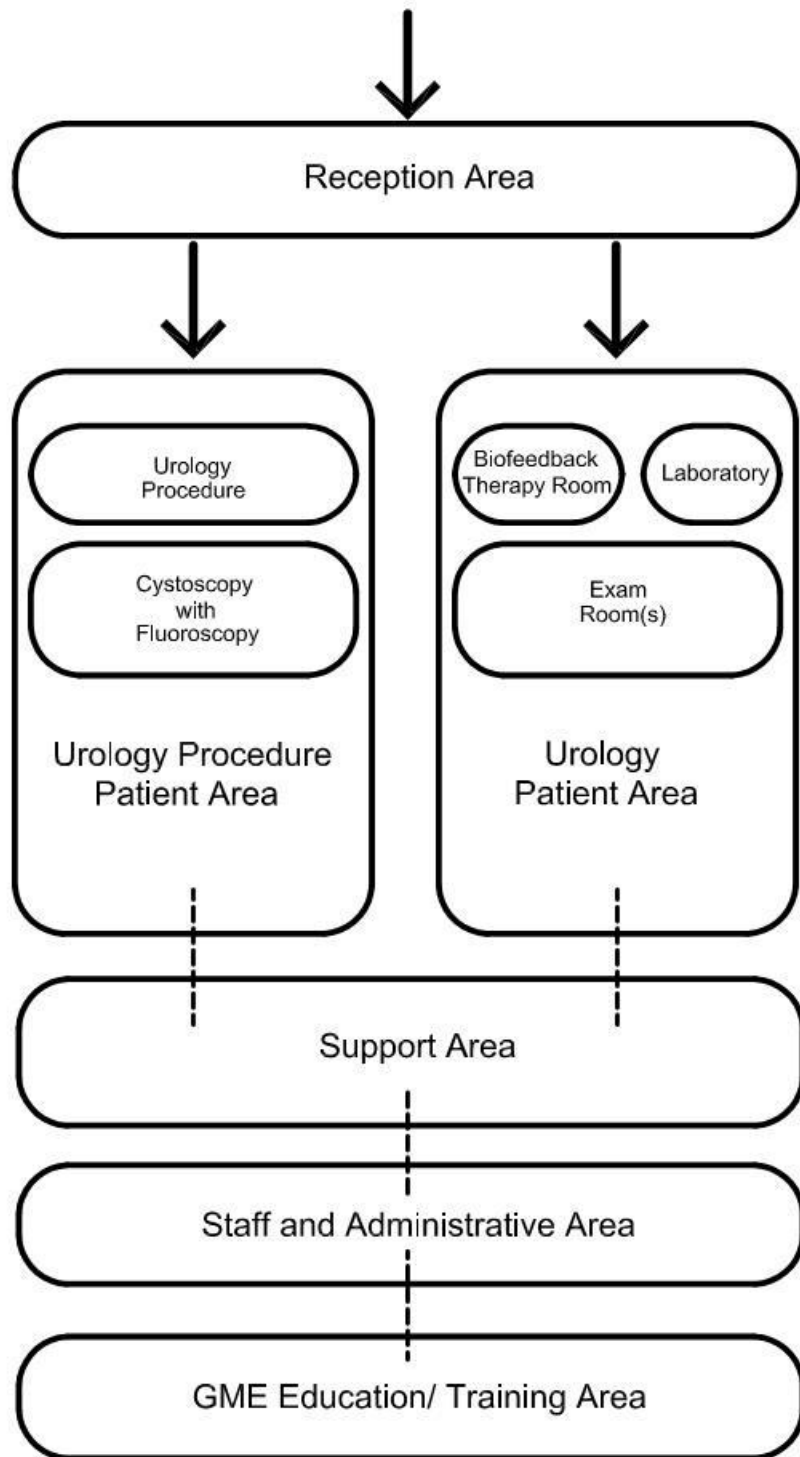 Reception Area
Urology
Procedure
Cystoscopy
with
Fluoroscopy
Urology Procedure
Patient Area
Biofeedback
Therapy Room
Laboratory
Exam
Room(s)
Urology
Patient Area
Support Area
Staff and Administrative Area
GME Education/ Training Area